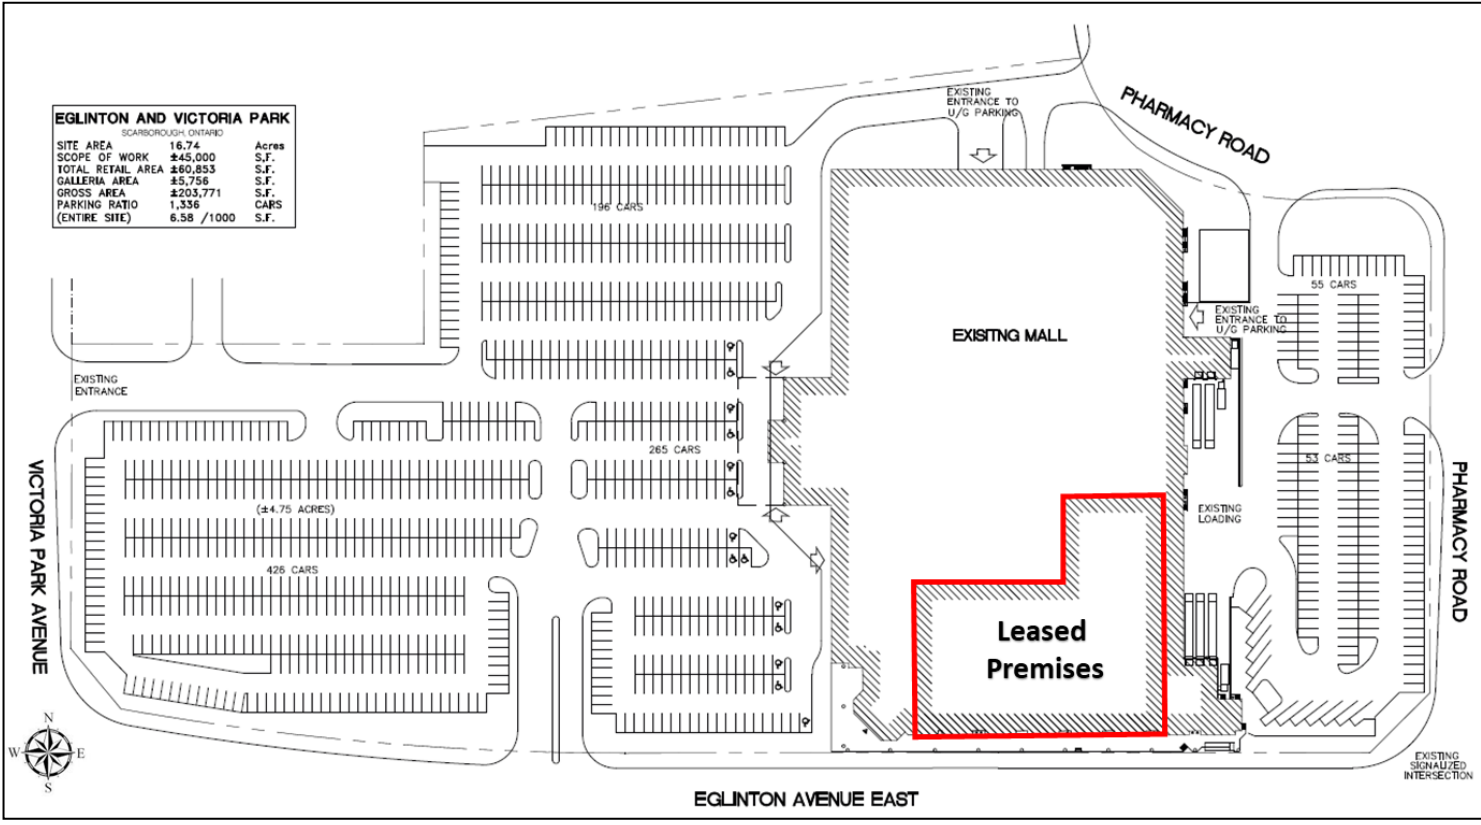 EGLINTON AND VICTORIA PARK
SCARBOROUGH, ONTARIO
SITE AREA 16.74 Acres
SCOPE OF WORK ±45,000 S.F.
TOTAL RETAIL AREA ±60,853 S.F.
GALLERIA AREA ±5,756 S.F.
GROSS AREA ±203,771 S.F.
PARKING RATIO 1,336 CARS
(ENTIRE SITE) 6.58 /1000 S.F.
EXISTING
ENTRANCE TO
U/G PARKING
PHARMACY ROAD
196 CARS
55 CARS
EXISTING
ENTRANCE TO
U/G PARKING
EXISITNG MALL
EXISTING
ENTRANCE
265 CARS
53 CARS
VICTORIA PARK AVENUE
(±4.75 ACRES)
426 CARS
EXISTING
LOADING
PHARMACY ROAD
Leased
Premises
N
W E
S
EXISTING
SIGNALIZED
INTERSECTION
EGLINTON AVENUE EAST